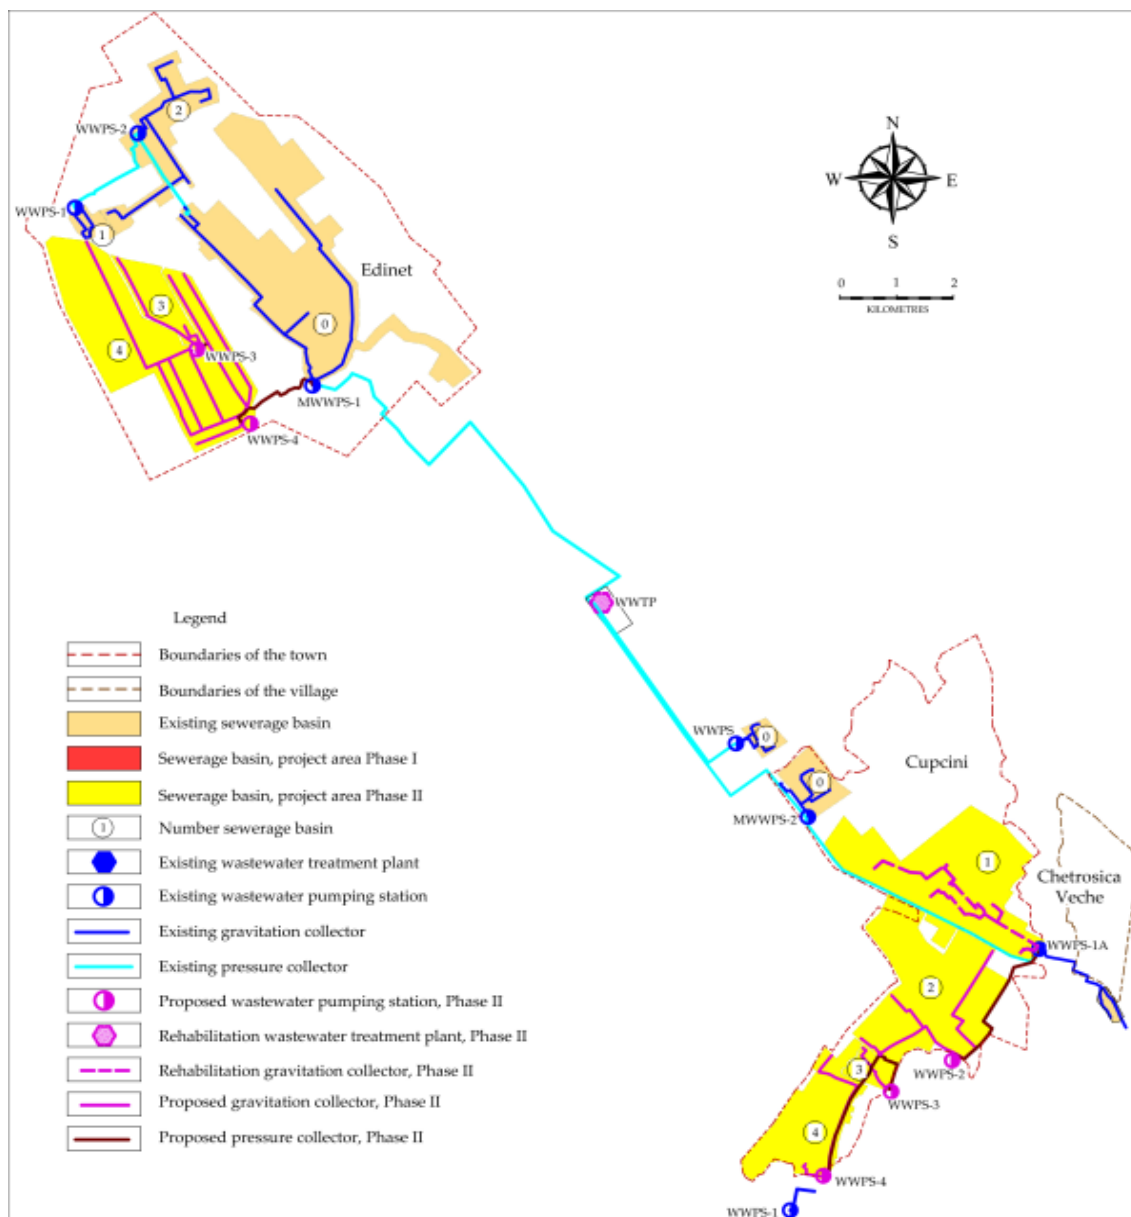 2
WWPS-2
N
W
E
S
WWPS-1
1
Edinet
0
1
2
KILOMETRES
3
0
4
WWPS-3
MWWPS-1
WWPS-4
WWTP
Legend
Boundaries of the town
Boundaries of the village
Existing sewerage basin
Sewerage basin, project area Phase I
Sewerage basin, project area Phase II
1
Number sewerage basin
Existing wastewater treatment plant
Existing wastewater pumping station
Existing gravitation collector
Existing pressure collector
Proposed wastewater pumping station, Phase II
Rehabilitation wastewater treatment plant, Phase II
Rehabilitation gravitation collector, Phase II
Proposed gravitation collector, Phase II
Proposed pressure collector, Phase II
WWPS
0
Cupcini
0
MWWPS-2
1
Chetrosica
Veche
WWPS-1A
2
WWPS-2
3
WWPS-3
4
WWPS-4
WWPS-1